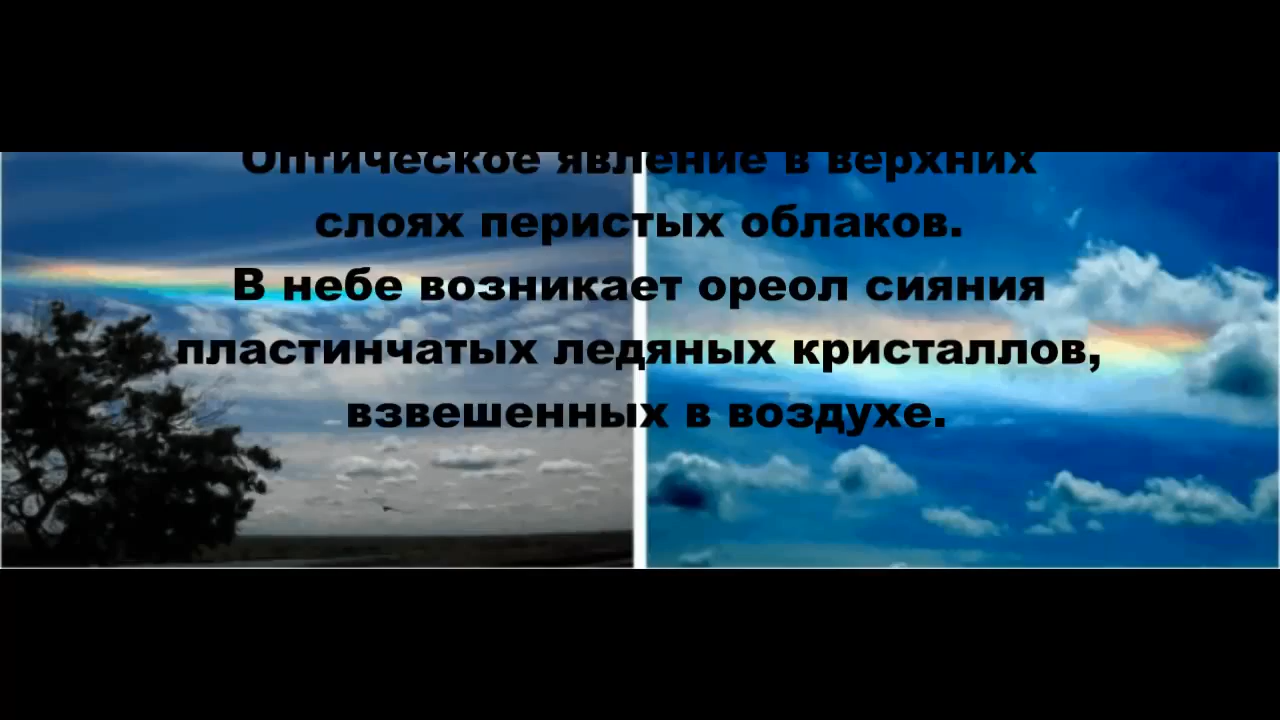 Оптическое явление в верхних
слоях перистых облаков.
В небе возникает ореол сияния
пластинчатых ледяных кристаллов,
взвешенных в воздухе.